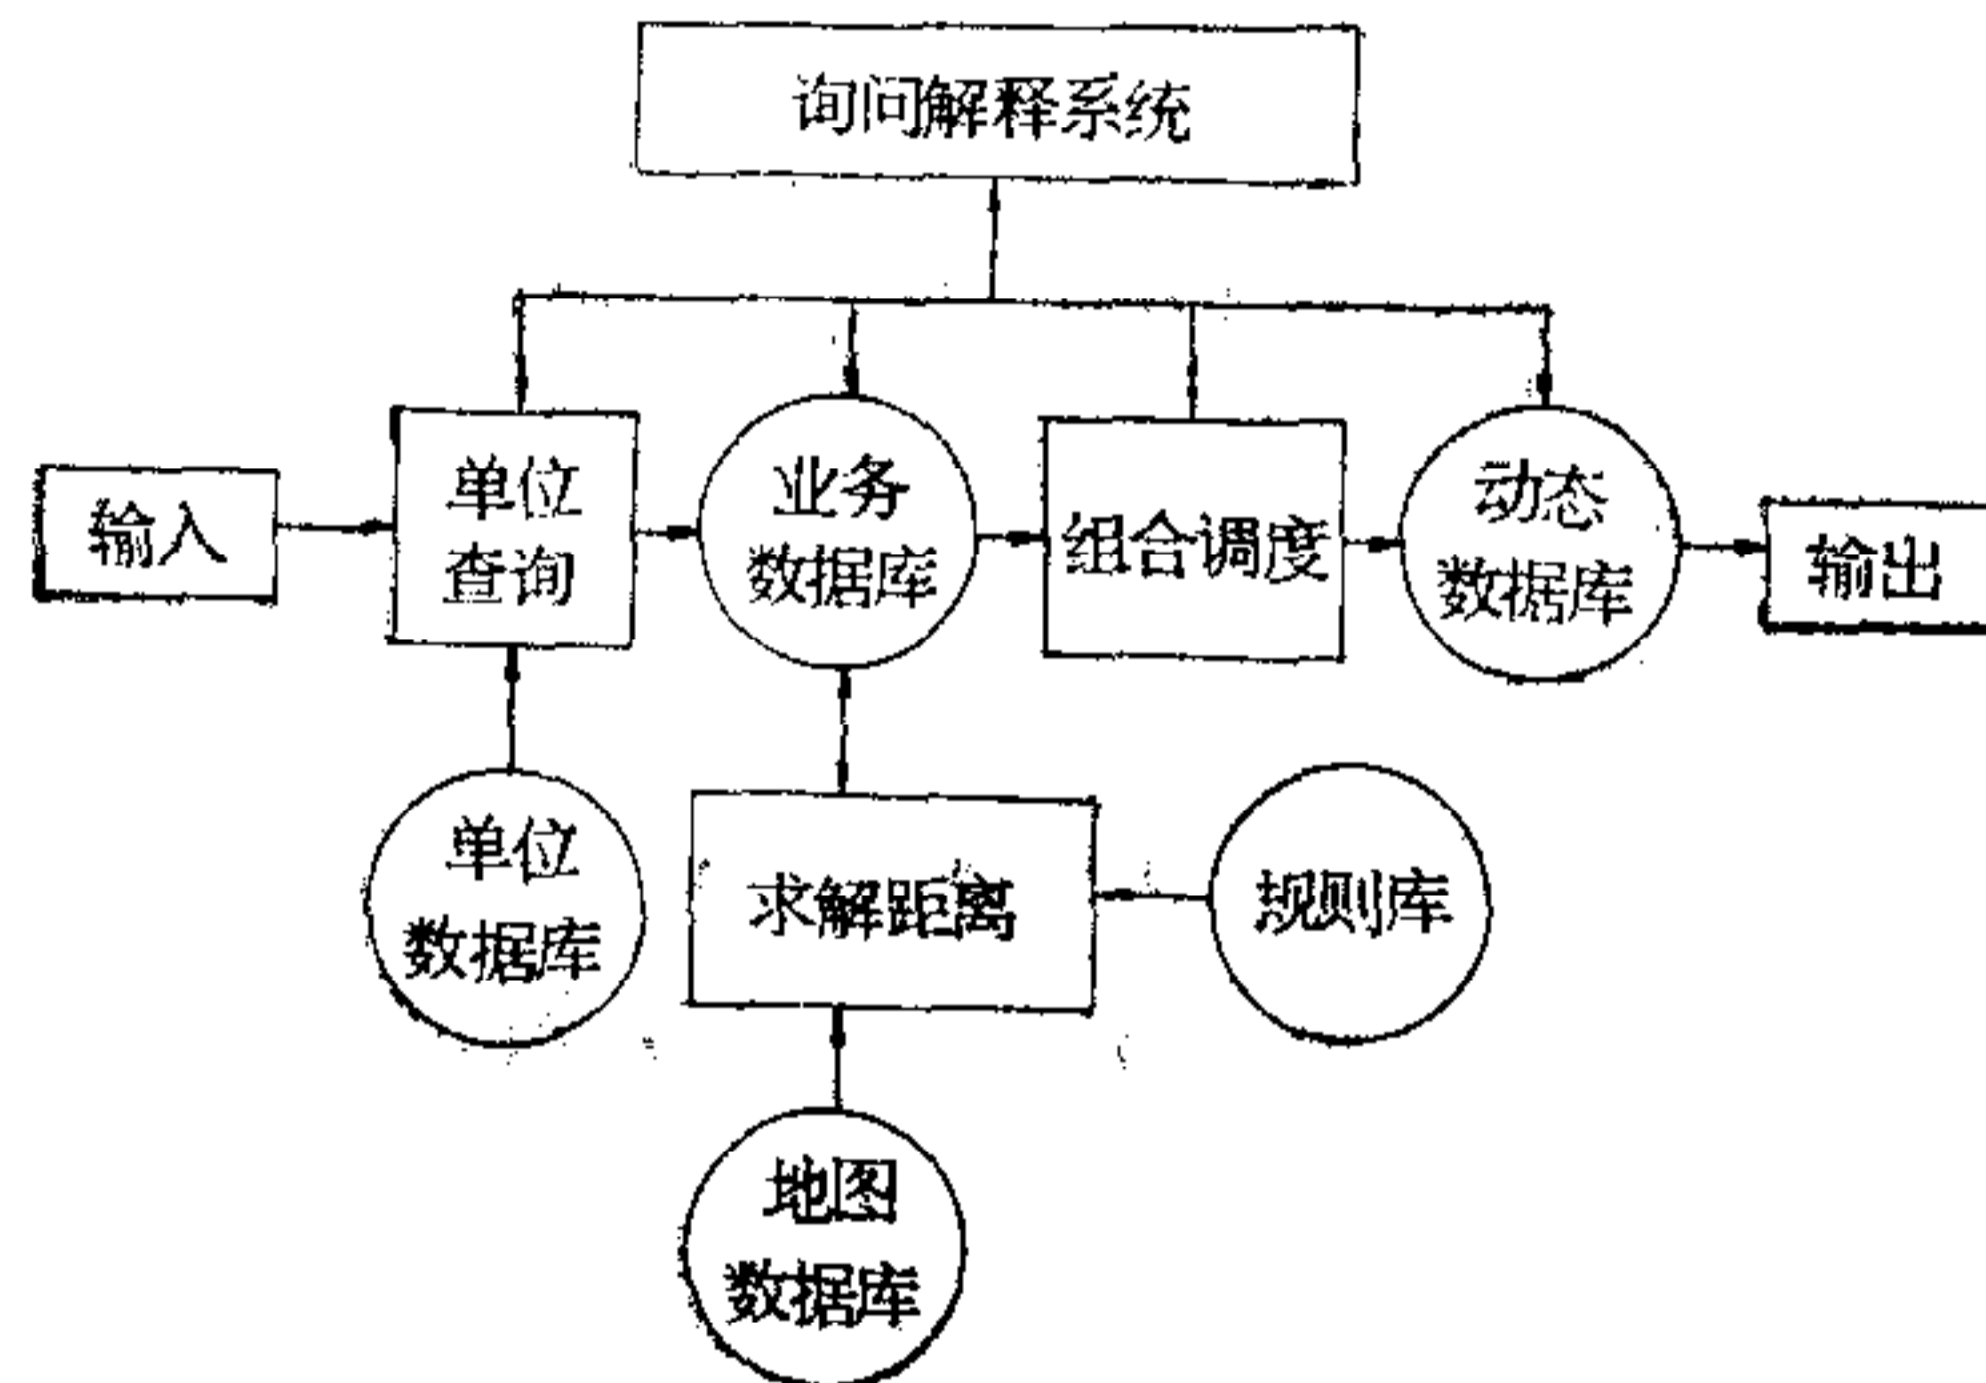 询问解释系统
输入
单位
查询
业务
数据库
组合调度
动态
数据库
输出
单位
数据库
求解距离
规则库
地图
数据库